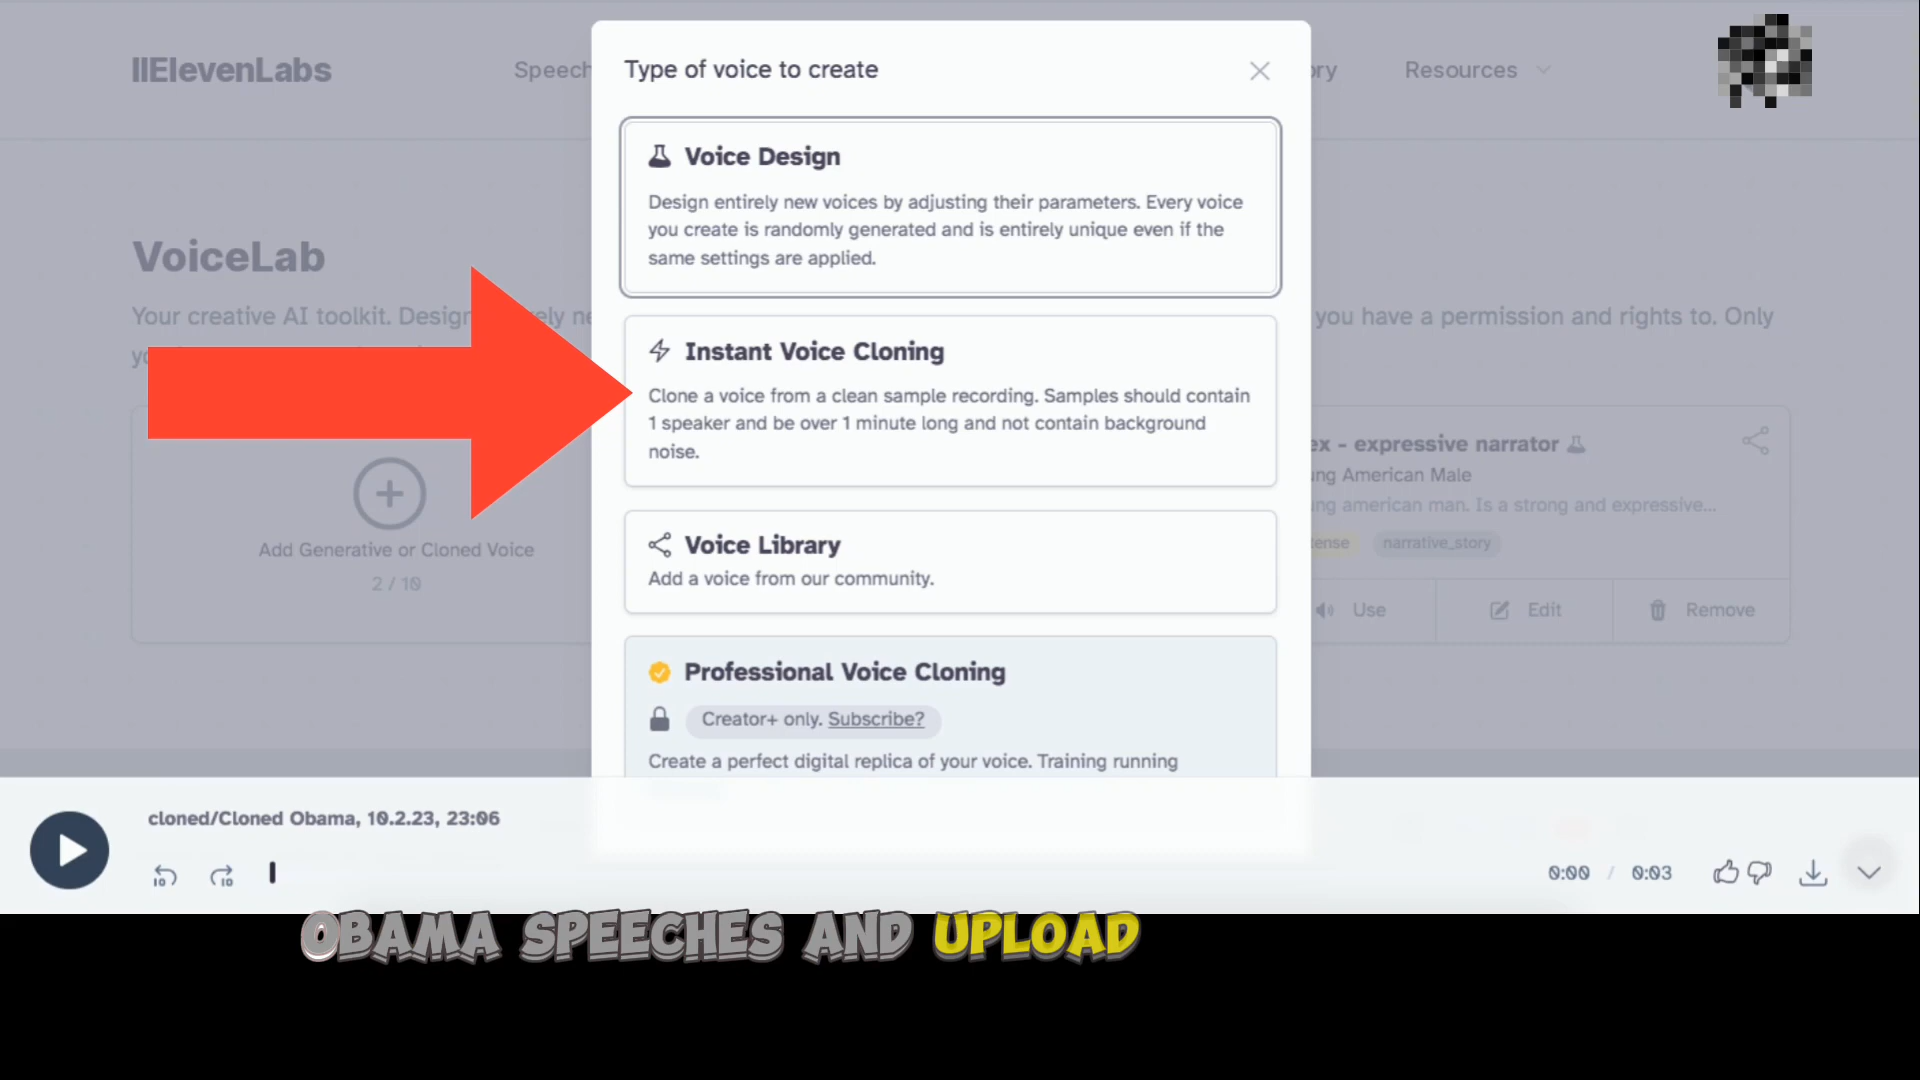 IIElevenLabs
Resources
Type of voice to create
Voice Design
Design entirely new voices by adjusting their parameters. Every voice
you create is randomly generated and is entirely unique even if the
same settings are applied.
VoiceLab
Your creative AI toolkit. you have a permission and rights to. Only
Instant Voice Cloning
Clone a voice from a clean sample recording. Samples should contain
1 speaker and be over 1 minute long and not contain background
noise.
Add Generative or Cloned Voice
2 / 10
- expressive narrator
American Male
american man. Is a strong and expressive...
narrative_story
Use Edit Remove
Voice Library
Add a voice from our community.
Professional Voice Cloning
Creator+ only. Subscribe?
Create a perfect digital replica of your voice. Training running
cloned/Cloned Obama, 10.2.23, 23:06
10 10
0:00 / 0:03
OBAMA SPEECHES AND UPLOAD